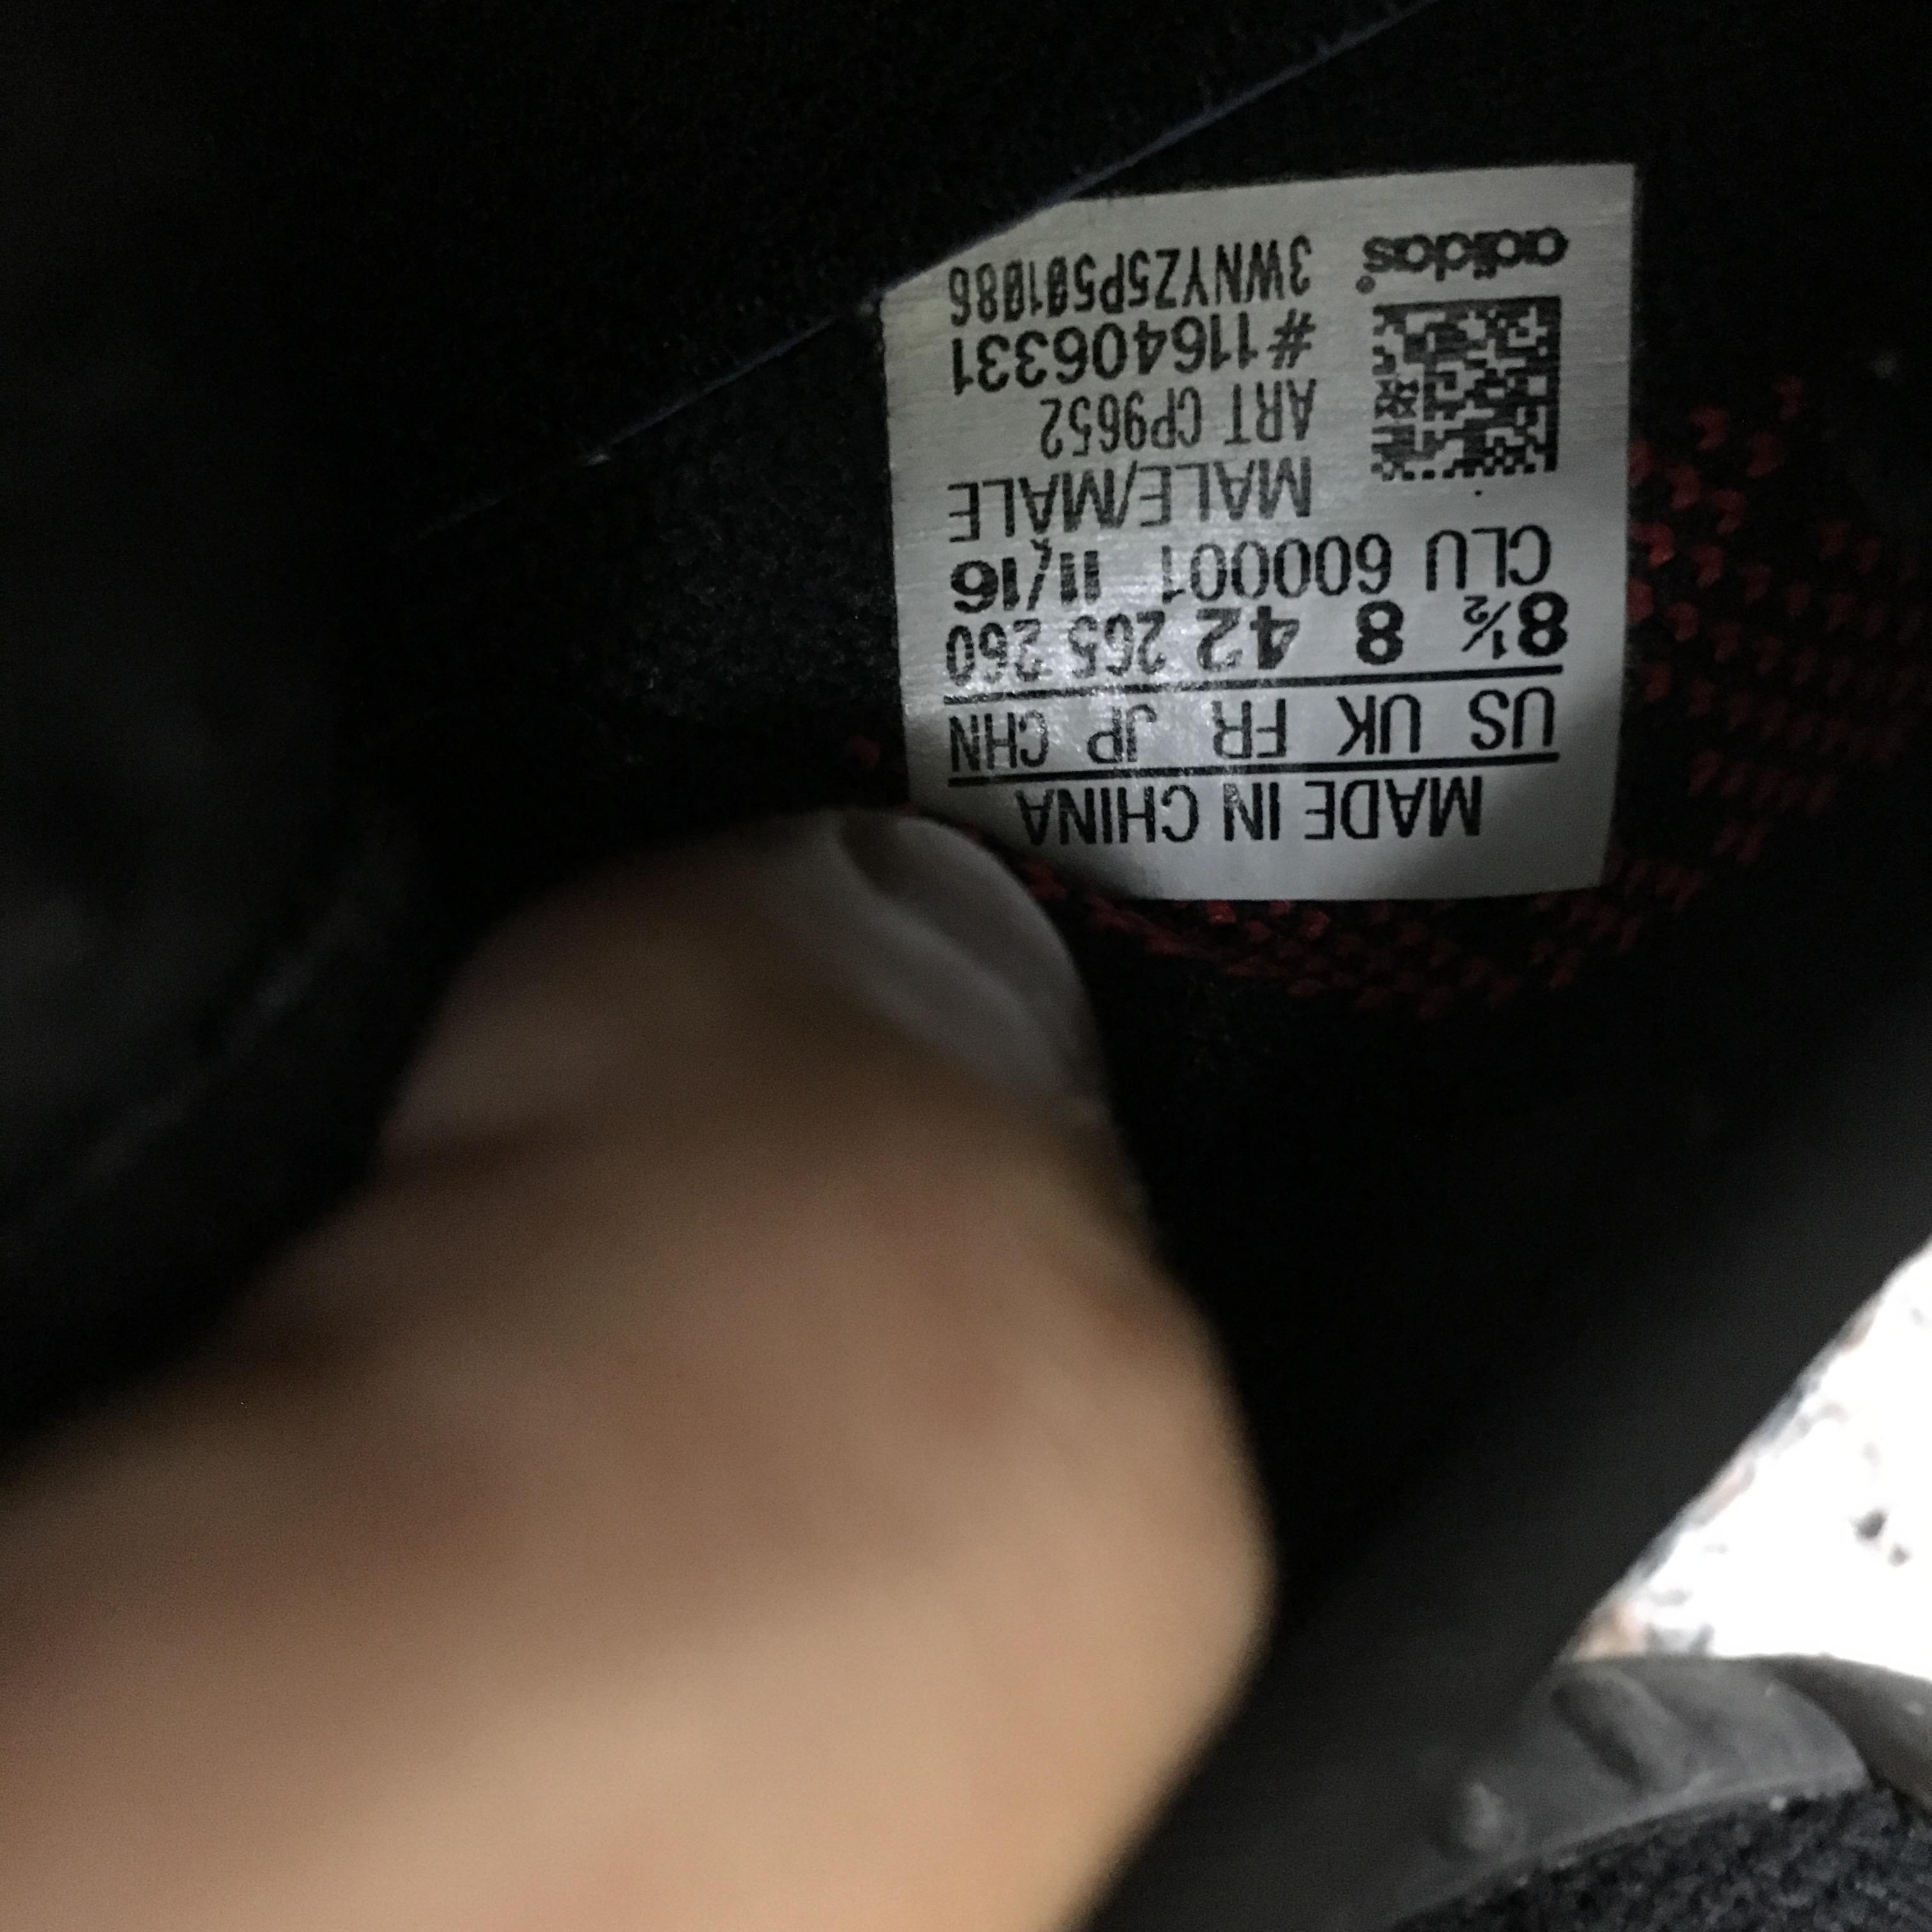 MADE IN CHINA
US UK FR JP CHN
8½ 8 42 265 260
CLU 600001 11/16
MALE/MALE
ART CP9652
#116406331
3WNYZ5P501086
adidas®